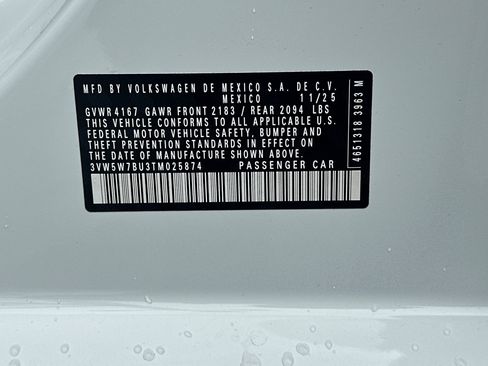 MFD BY VOLKSWAGEN DE MEXICO S.A. DE C.V.
MEXICO 11/25
GVWR 4167 GAWR FRONT 2183 / REAR 2094 LBS
THIS VEHICLE CONFORMS TO ALL APPLICABLE U.S.
FEDERAL MOTOR VEHICLE SAFETY, BUMPER AND
THEFT PREVENTION STANDARDS IN EFFECT ON
THE DATE OF MANUFACTURE SHOWN ABOVE.
3VW5W7BU3TM025874 PASSENGER CAR
4651318 3963 M